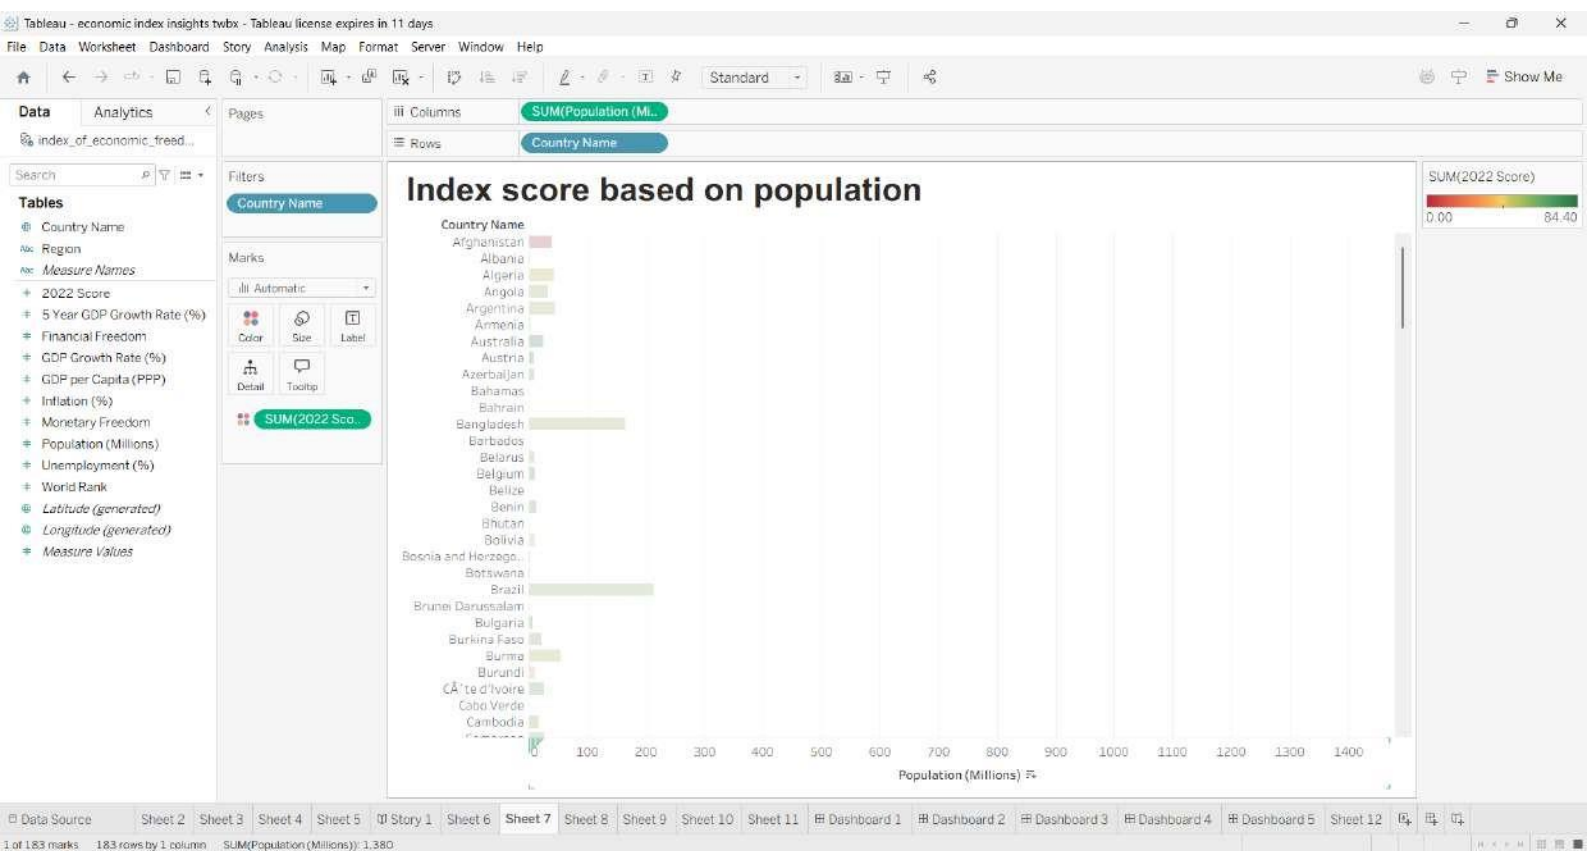 Tableau - economic index insights twbx - Tableau license expires in 11 days
File Data Worksheet Dashboard Story Analysis Map Format Server Window Help
Standard
Show Me
Data Analytics
index_of_economic_freed...
Search
Tables
Country Name
Abc Region
Abc Measure Names
2022 Score
5 Year GDP Growth Rate (%)
Financial Freedom
GDP Growth Rate (%)
GDP per Capita (PPP)
Inflation (%)
Monetary Freedom
Population (Millions)
Unemployment (%)
World Rank
Latitude (generated)
Longitude (generated)
Measure Values
Pages
Filters
Country Name
Marks
Automatic
Color Size Label
Detail Tooltip
SUM(2022 Sco..
Columns SUM(Population (Mi..
Rows Country Name
Index score based on population
Country Name
Afghanistan
Albania
Algeria
Angola
Argentina
Armenia
Australia
Austria
Azerbaijan
Bahamas
Bahrain
Bangladesh
Barbados
Belarus
Belgium
Belize
Benin
Bhutan
Bolivia
Bosnia and Herzego..
Botswana
Brazil
Brunei Darussalam
Bulgaria
Burkina Faso
Burma
Burundi
CÃ´te d'Ivoire
Cabo Verde
Cambodia
0 100 200 300 400 500 600 700 800 900 1000 1100 1200 1300 1400
Population (Millions)
SUM(2022 Score)
0.00 84.40
Data Source Sheet 2 Sheet 3 Sheet 4 Sheet 5 Story 1 Sheet 6 Sheet 7 Sheet 8 Sheet 9 Sheet 10 Sheet 11 Dashboard 1 Dashboard 2 Dashboard 3 Dashboard 4 Dashboard 5 Sheet 12
1 of 183 marks 183 rows by 1 column SUM(Population (Millions)): 1,380